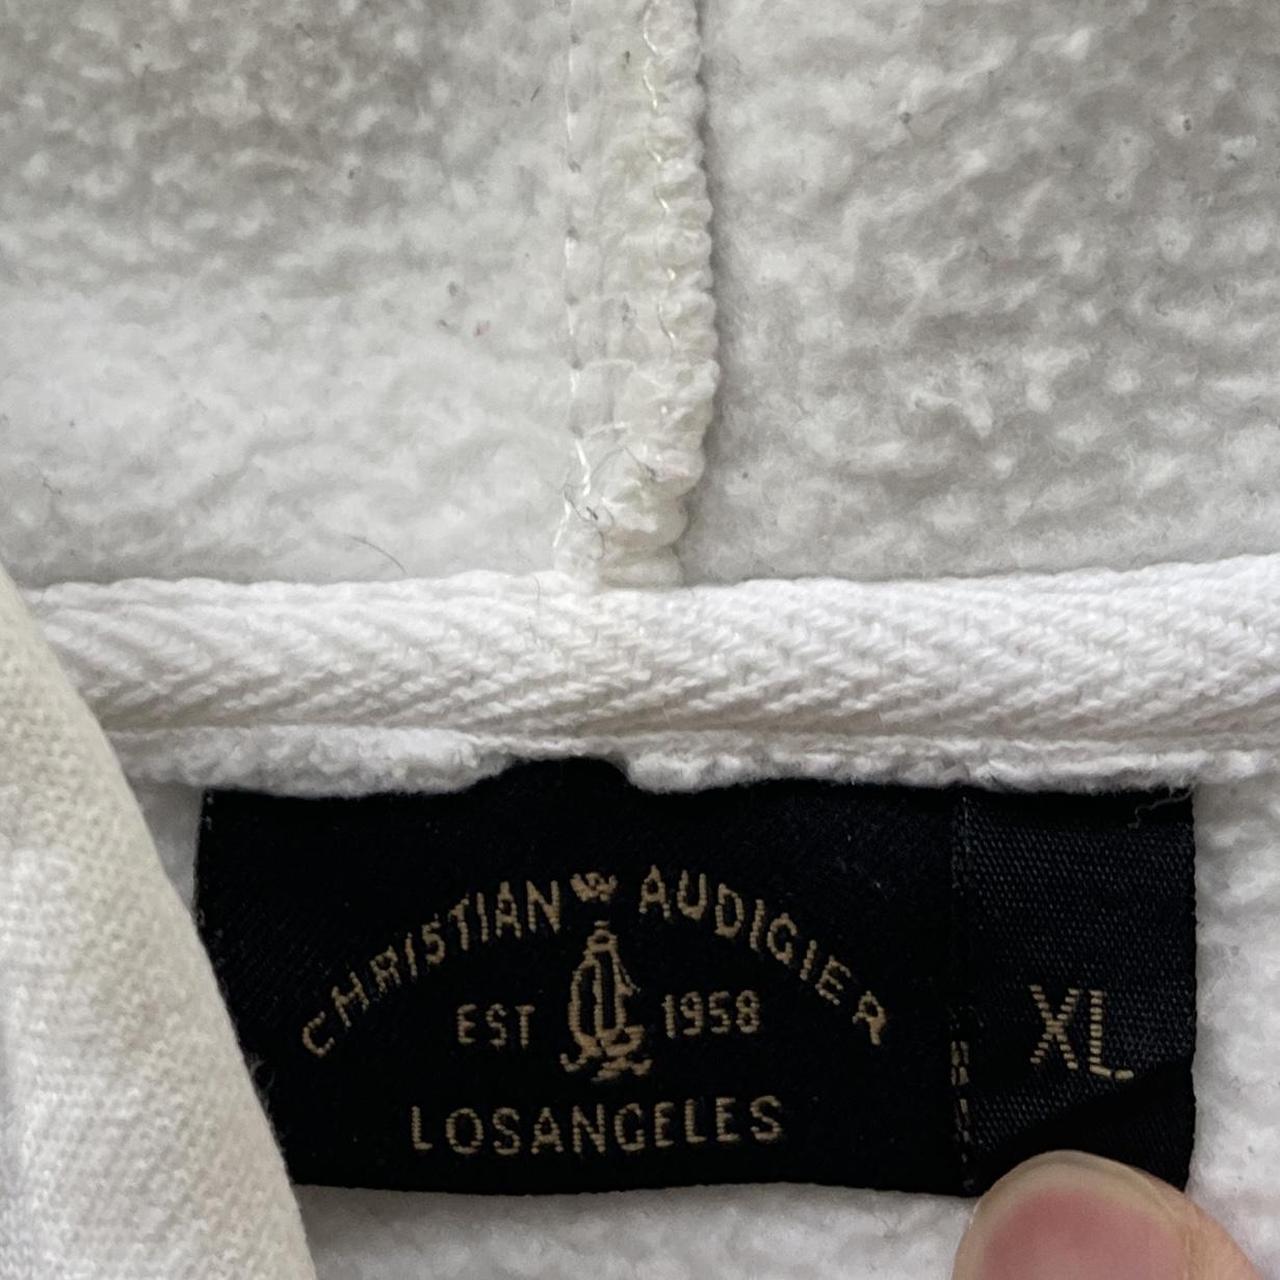 CHRISTIAN AUDIGIER
EST 1958
LOSANGELES
XL